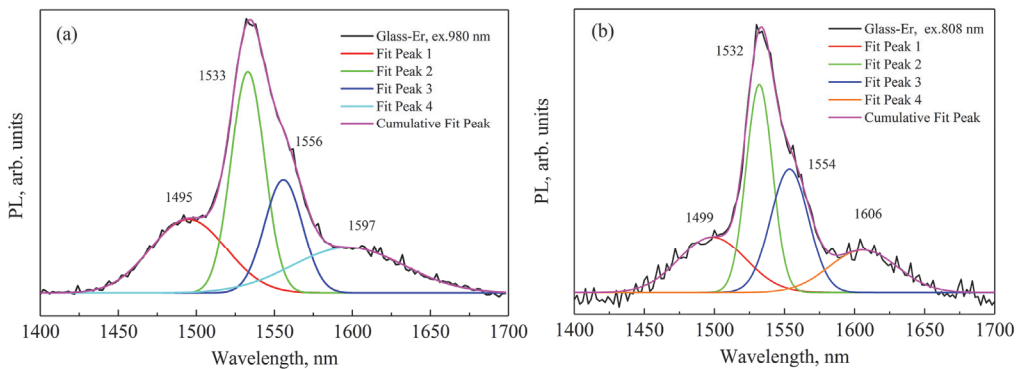 (a)
Glass-Er, ex.980 nm
Fit Peak 1
Fit Peak 2
Fit Peak 3
Fit Peak 4
Cumulative Fit Peak
1533
1556
1495
1597
PL, arb. units
1400 1450 1500 1550 1600 1650 1700
Wavelength, nm
(b)
Glass-Er, ex.808 nm
Fit Peak 1
Fit Peak 2
Fit Peak 3
Fit Peak 4
Cumulative Fit Peak
1532
1554
1499
1606
PL, arb. units
1400 1450 1500 1550 1600 1650 1700
Wavelength, nm